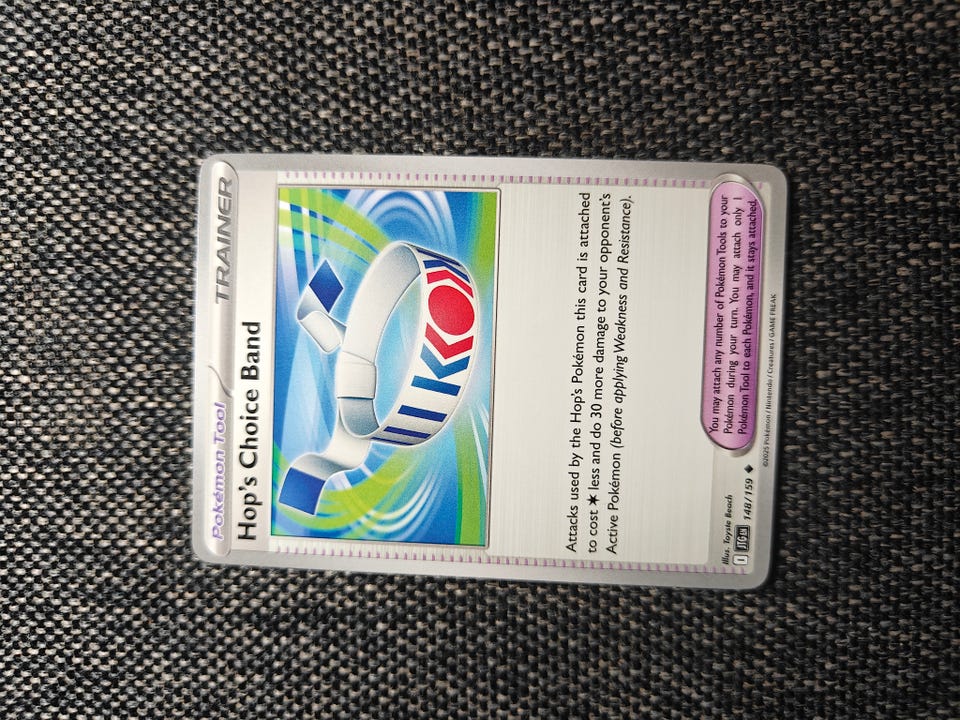 Pokémon Tool
TRAINER
Hop's Choice Band
Attacks used by the Hop's Pokémon this card is attached
to cost ✶ less and do 30 more damage to your opponent's
Active Pokémon (before applying Weakness and Resistance).
You may attach any number of Pokémon Tools to your
Pokémon during your turn. You may attach only 1
Pokémon Tool to each Pokémon, and it stays attached.
Illus. Toyste Beach
I JTG EN 148/159 ◆
©2025 Pokémon / Nintendo / Creatures / GAME FREAK